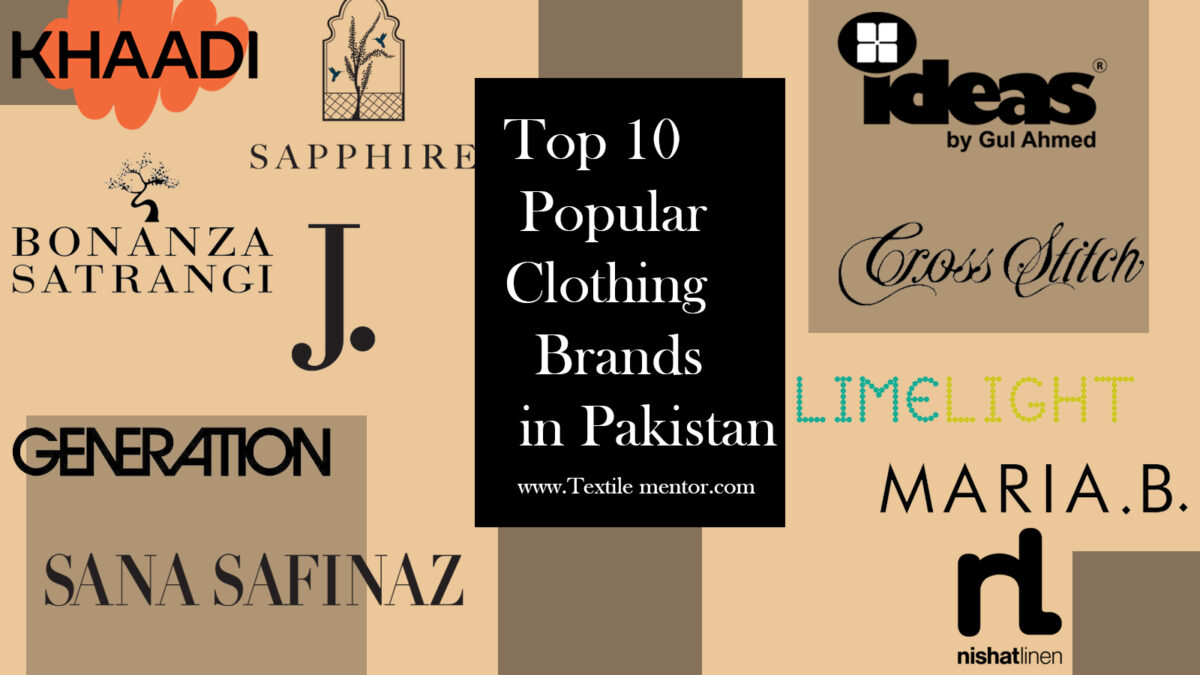 KHAADI
SAPPHIRE
BONANZA
SATRANGI
J.
GENERATION
SANA SAFINAZ
Top 10
Popular
Clothing
Brands
in Pakistan
www.Textile mentor.com
ideas®
by Gul Ahmed
Cross Stitch
LIMELIGHT
MARIA.B.
nl
nishatlinen